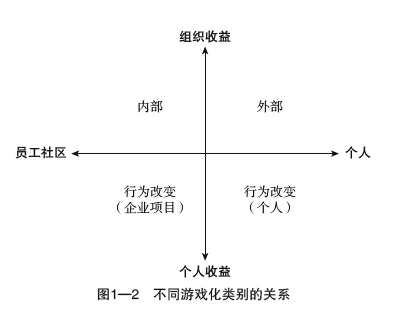 组织收益
内部
外部
员工社区
个人
行为改变
（企业项目）
行为改变
（个人）
个人收益
图1—2 不同游戏化类别的关系